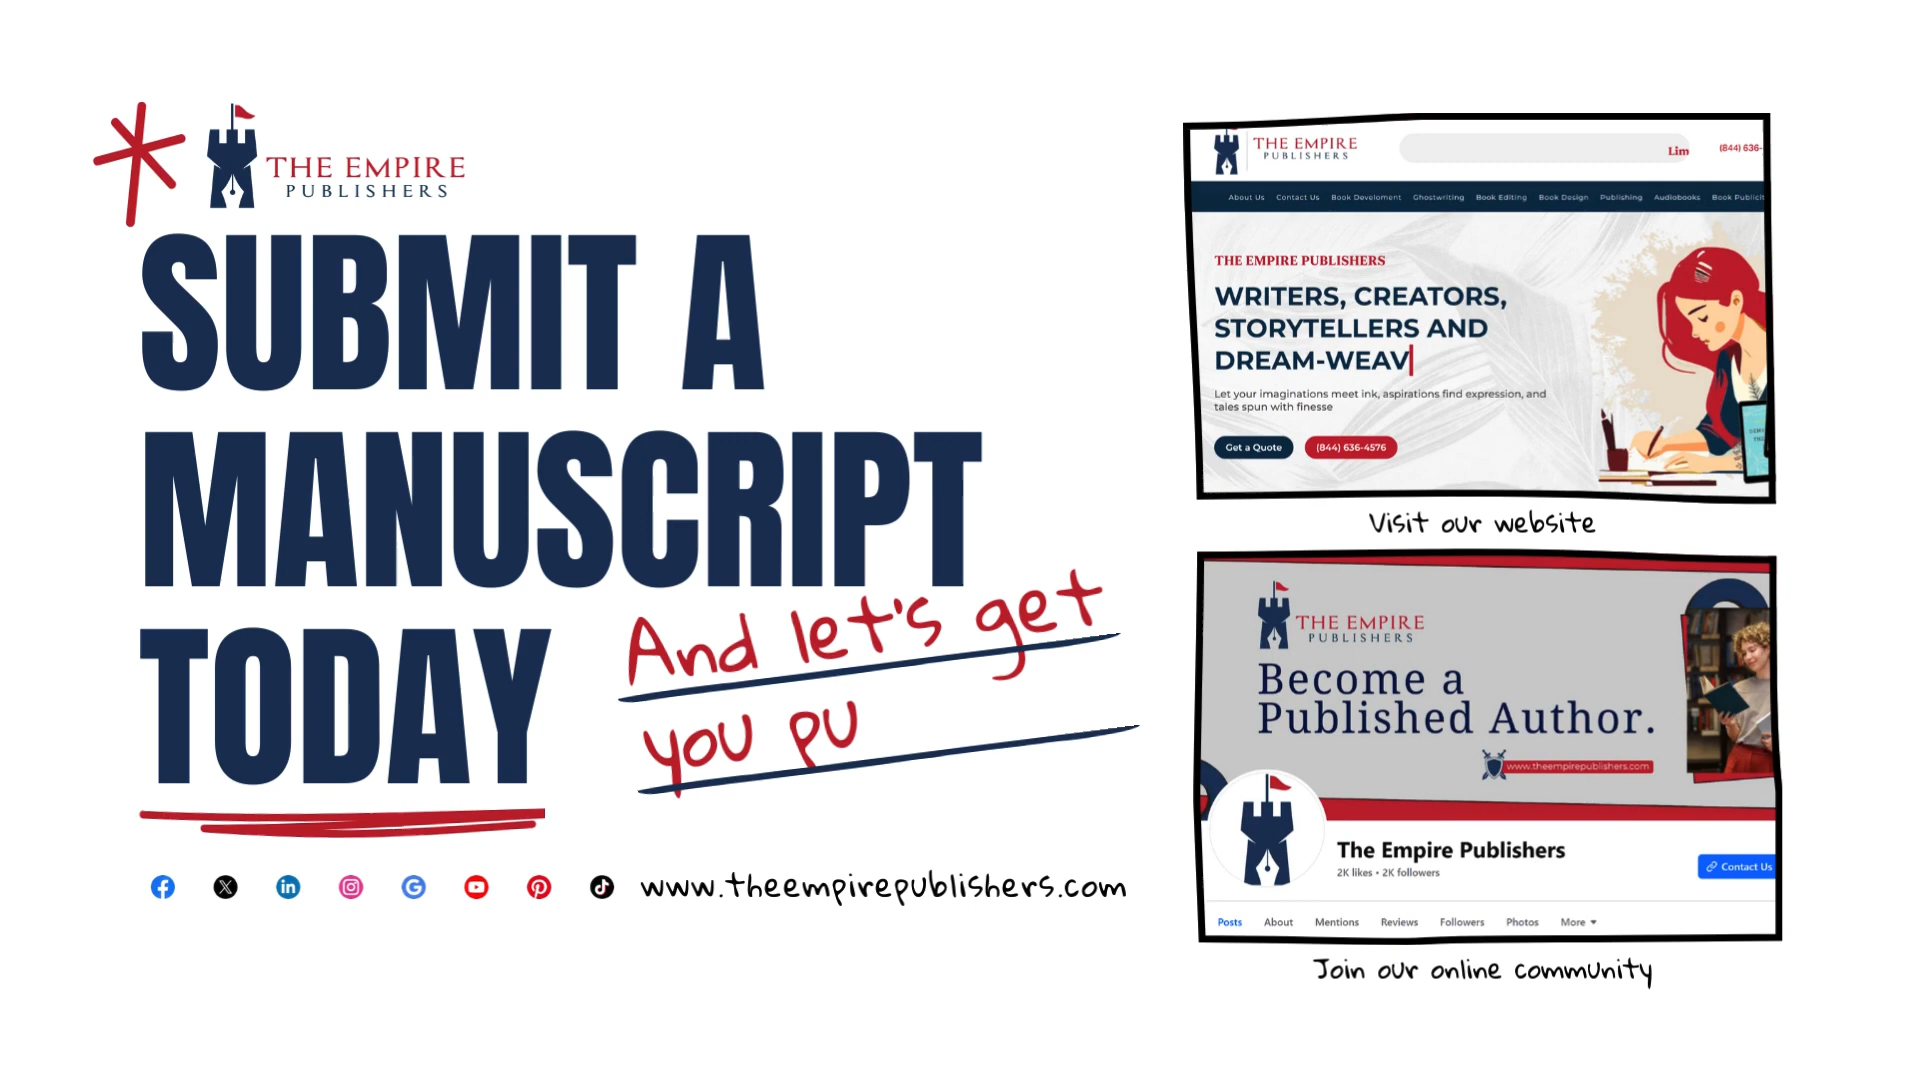 THE EMPIRE
PUBLISHERS
SUBMIT A
MANUSCRIPT
TODAY
And let's get
you pu
www.theempirepublishers.com
THE EMPIRE
PUBLISHERS
Lim
(844) 636-
About Us Contact Us Book Develoment Ghostwriting Book Editing Book Design Publishing Audiobooks Book Publicit
THE EMPIRE PUBLISHERS
WRITERS, CREATORS,
STORYTELLERS AND
DREAM-WEAV
Let your imaginations meet ink, aspirations find expression, and
tales spun with finesse
Get a Quote (844) 636-4576
Visit our website
THE EMPIRE
PUBLISHERS
Become a
Published Author.
www.theempirepublishers.com
The Empire Publishers
2K likes • 2K followers
Contact Us
Posts About Mentions Reviews Followers Photos More
Join our online community